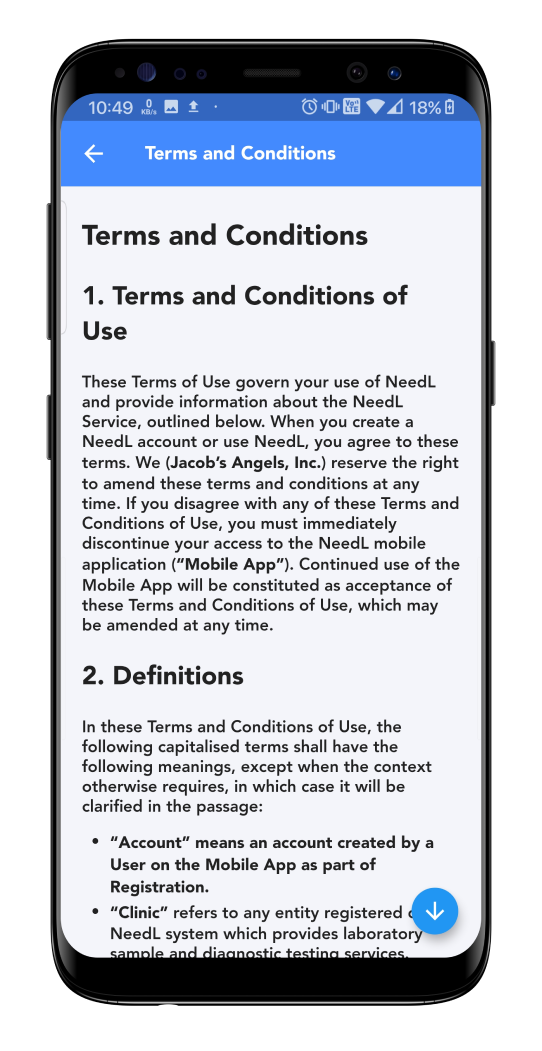 10:49 0 KB/s Vo LTE 18%
Terms and Conditions
Terms and Conditions
1. Terms and Conditions of
Use
These Terms of Use govern your use of NeedL
and provide information about the NeedL
Service, outlined below. When you create a
NeedL account or use NeedL, you agree to these
terms. We (Jacob’s Angels, Inc.) reserve the right
to amend these terms and conditions at any
time. If you disagree with any of these Terms and
Conditions of Use, you must immediately
discontinue your access to the NeedL mobile
application (“Mobile App”). Continued use of the
Mobile App will be constituted as acceptance of
these Terms and Conditions of Use, which may
be amended at any time.
2. Definitions
In these Terms and Conditions of Use, the
following capitalised terms shall have the
following meanings, except when the context
otherwise requires, in which case it will be
clarified in the passage:
• “Account” means an account created by a
User on the Mobile App as part of
Registration.
• “Clinic” refers to any entity registered
NeedL system which provides laboratory
sample and diagnostic testing services.